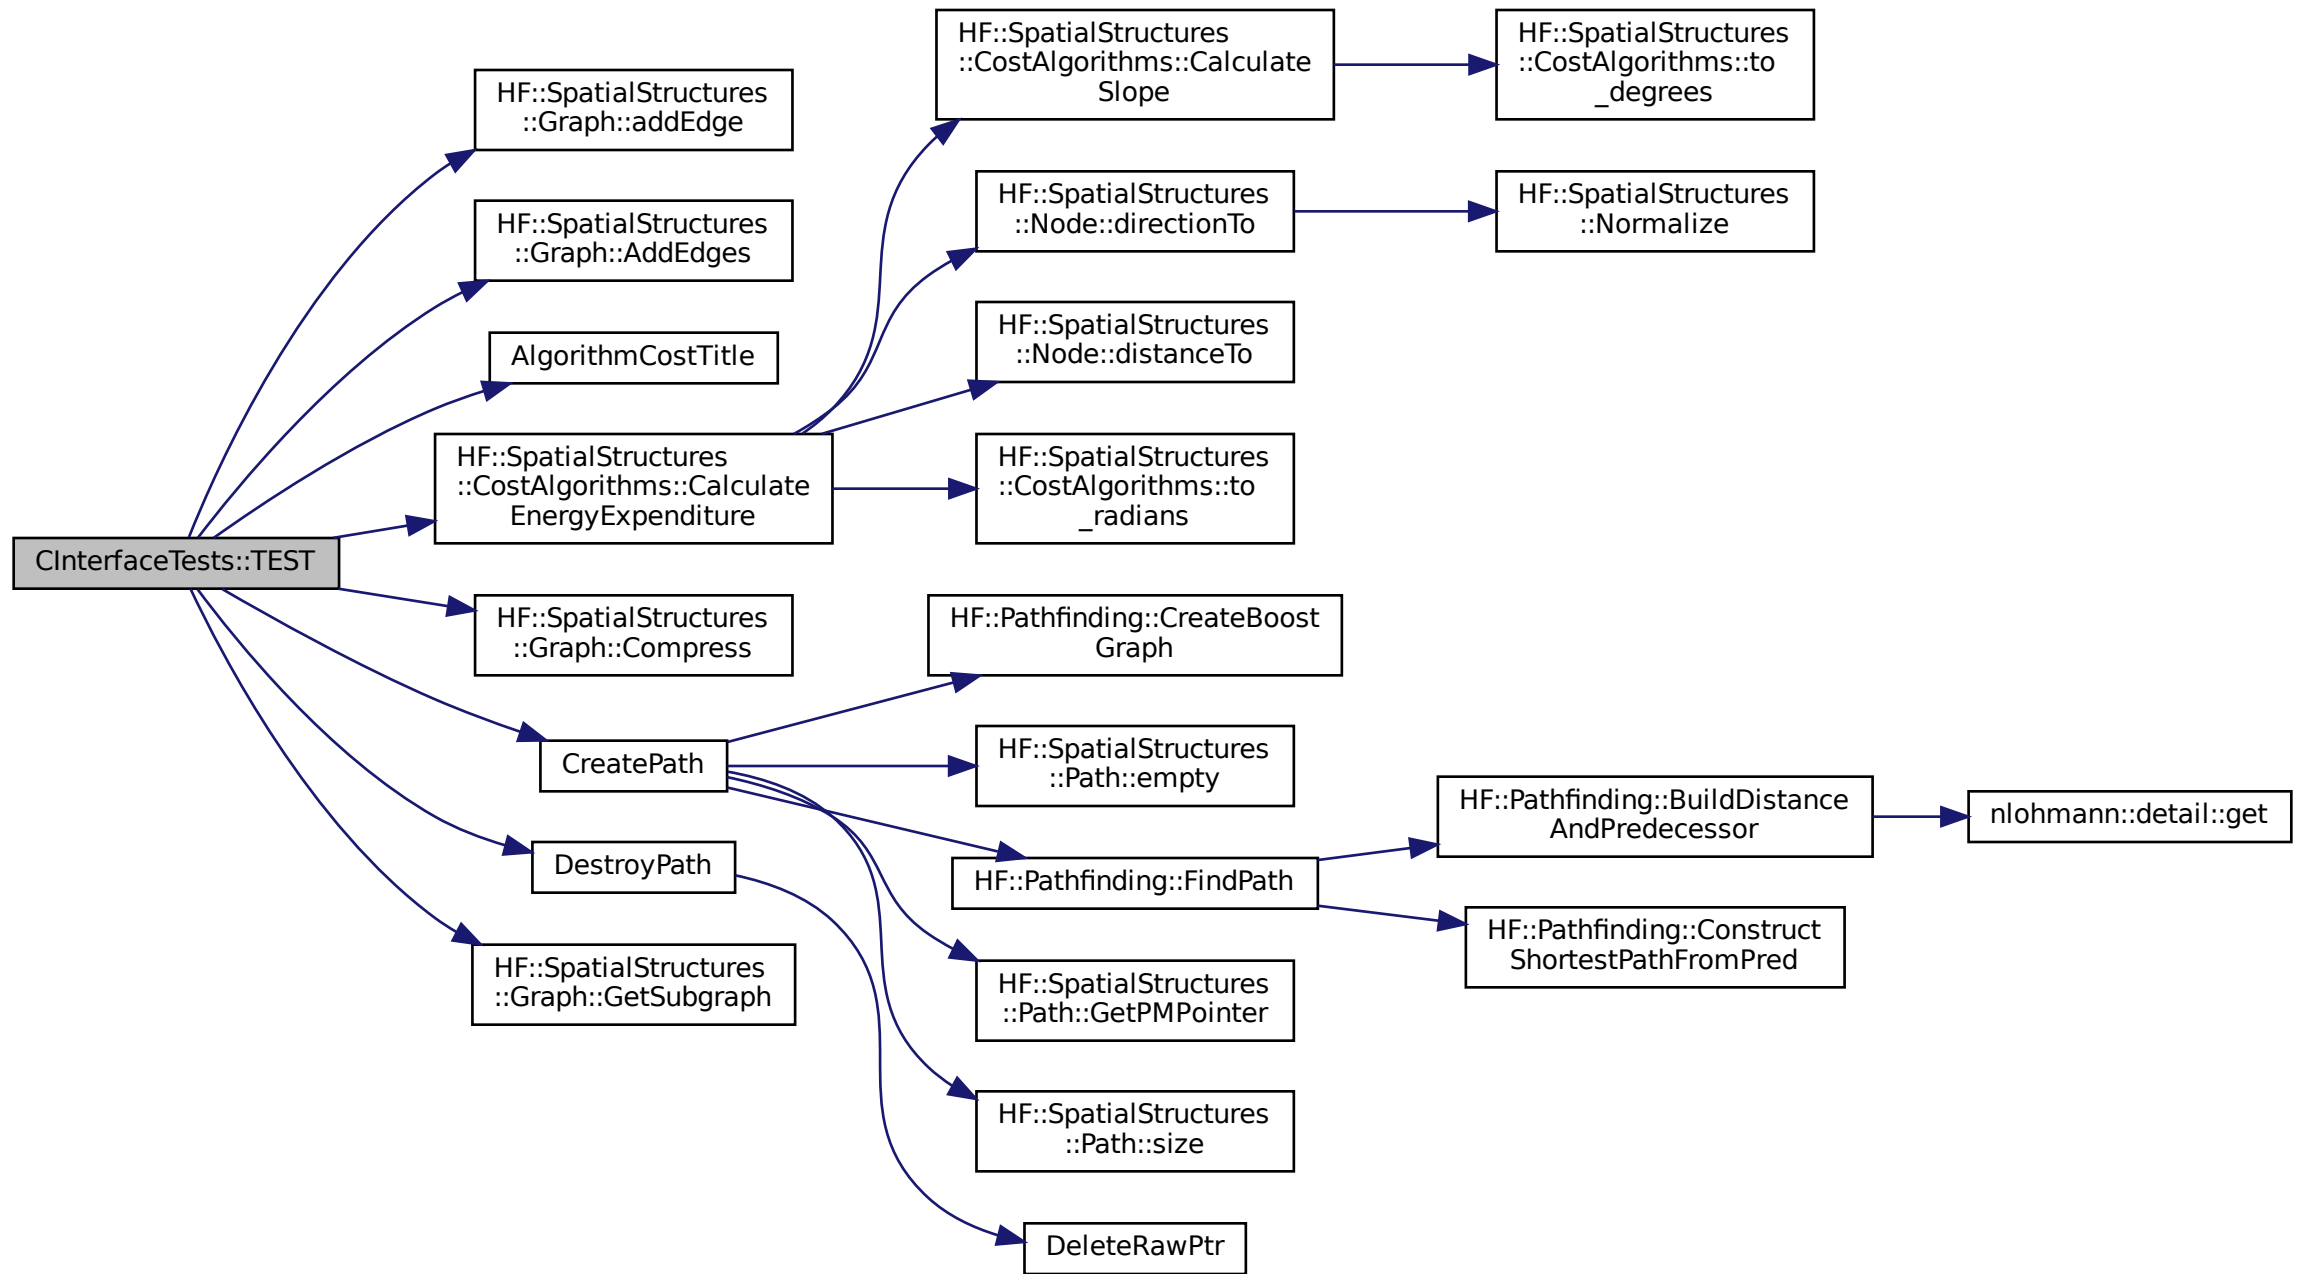 CInterfaceTests::TEST
HF::SpatialStructures
::Graph::addEdge
HF::SpatialStructures
::Graph::AddEdges
AlgorithmCostTitle
HF::SpatialStructures
::CostAlgorithms::Calculate
EnergyExpenditure
HF::SpatialStructures
::Graph::Compress
CreatePath
DestroyPath
HF::SpatialStructures
::Graph::GetSubgraph
HF::SpatialStructures
::CostAlgorithms::Calculate
Slope
HF::SpatialStructures
::Node::directionTo
HF::SpatialStructures
::Node::distanceTo
HF::SpatialStructures
::CostAlgorithms::to
_radians
HF::Pathfinding::CreateBoost
Graph
HF::SpatialStructures
::Path::empty
HF::Pathfinding::FindPath
HF::SpatialStructures
::Path::GetPMPointer
HF::SpatialStructures
::Path::size
DeleteRawPtr
HF::SpatialStructures
::CostAlgorithms::to
_degrees
HF::SpatialStructures
::Normalize
HF::Pathfinding::BuildDistance
AndPredecessor
HF::Pathfinding::Construct
ShortestPathFromPred
nlohmann::detail::get